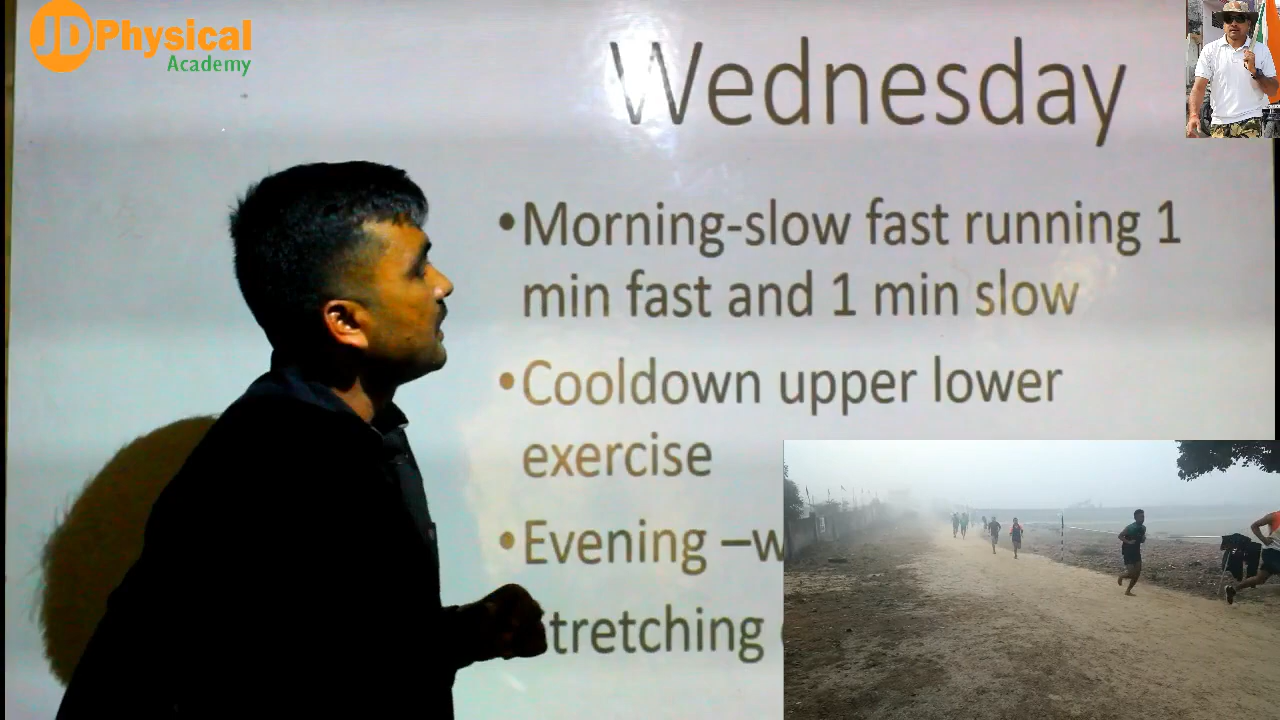 JD Physical
Academy
Wednesday
•Morning-slow fast running 1
min fast and 1 min slow
•Cooldown upper lower
exercise
•Evening –w
tretching